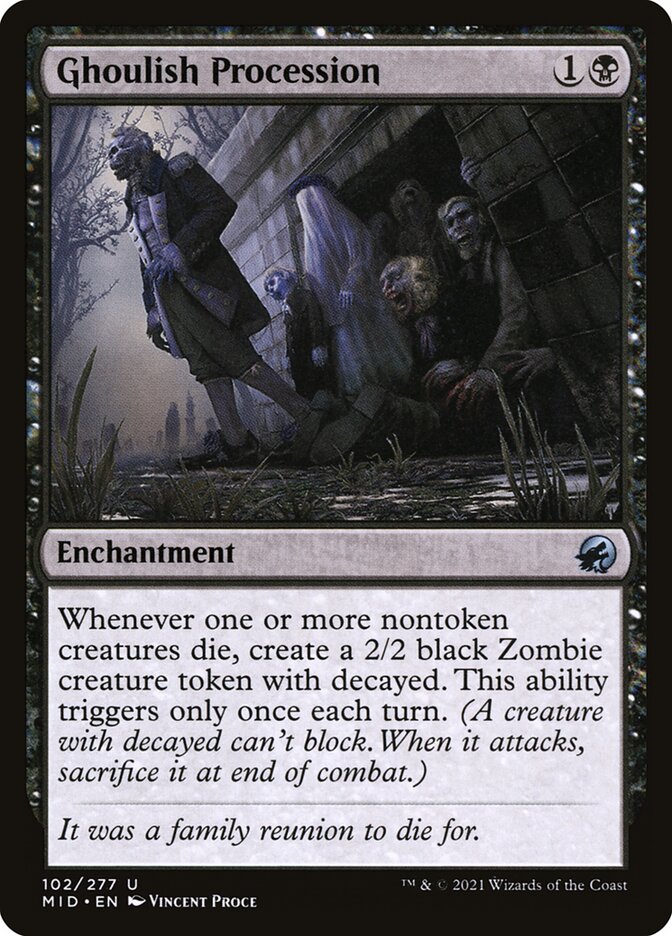 Ghoulish Procession 1
Enchantment
Whenever one or more nontoken
creatures die, create a 2/2 black Zombie
creature token with decayed. This ability
triggers only once each turn. (A creature
with decayed can't block. When it attacks,
sacrifice it at end of combat.)
It was a family reunion to die for.
102/277 U
™ & © 2021 Wizards of the Coast
MID • EN Vincent Proce